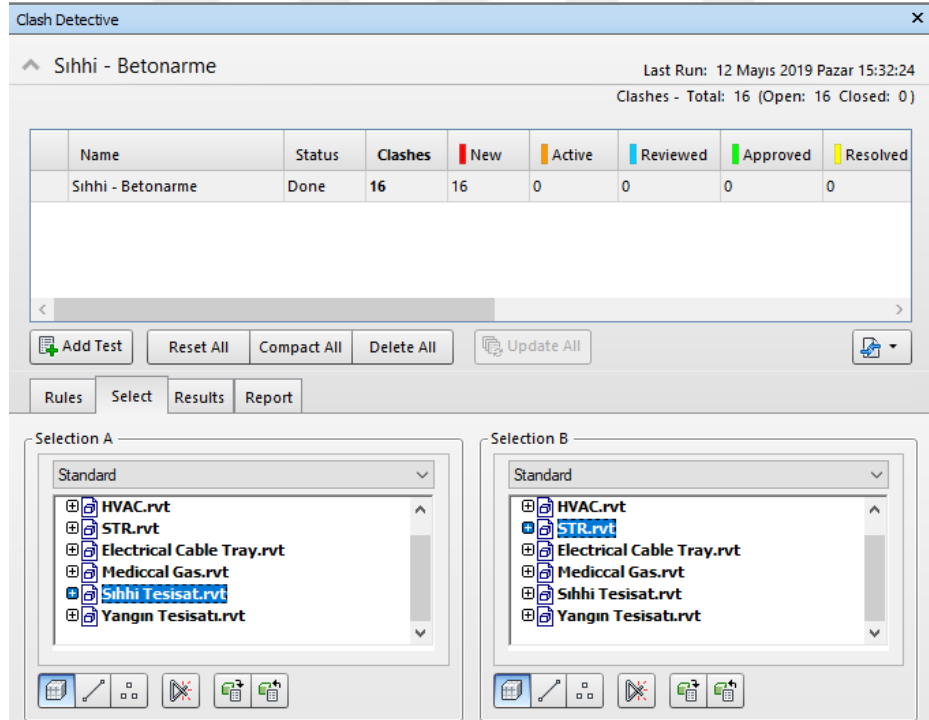 Clash Detective
Sıhhi - Betonarme
Last Run: 12 Mayıs 2019 Pazar 15:32:24
Clashes - Total: 16 (Open: 16 Closed: 0)
Name Status Clashes New Active Reviewed Approved Resolved
Sıhhi - Betonarme Done 16 16 0 0 0 0
Add Test Reset All Compact All Delete All Update All
Rules Select Results Report
Selection A Selection B
Standard Standard
HVAC.rvt HVAC.rvt
STR.rvt STR.rvt
Electrical Cable Tray.rvt Electrical Cable Tray.rvt
Mediccal Gas.rvt Mediccal Gas.rvt
Sıhhi Tesisat.rvt Sıhhi Tesisat.rvt
Yangın Tesisatı.rvt Yangın Tesisatı.rvt